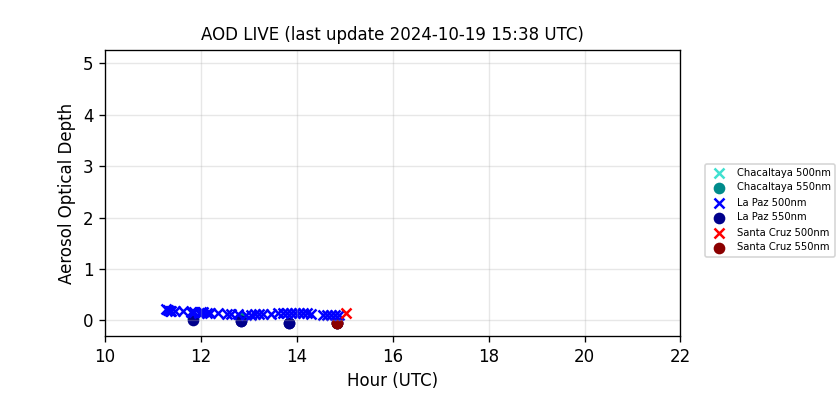 AOD LIVE (last update 2024-10-19 15:38 UTC)
Aerosol Optical Depth
5
4
3
2
1
0
10 12 14 16 18 20 22
Hour (UTC)
Chacaltaya 500nm
Chacaltaya 550nm
La Paz 500nm
La Paz 550nm
Santa Cruz 500nm
Santa Cruz 550nm